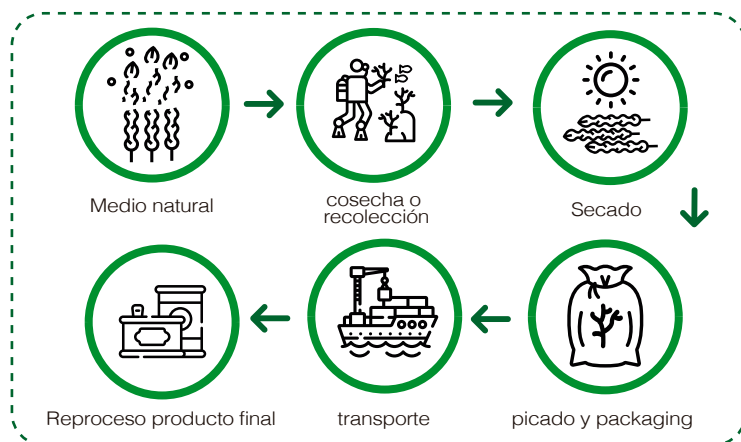 Medio natural
cosecha o
recolección
Secado
Reproceso producto final
transporte
picado y packaging